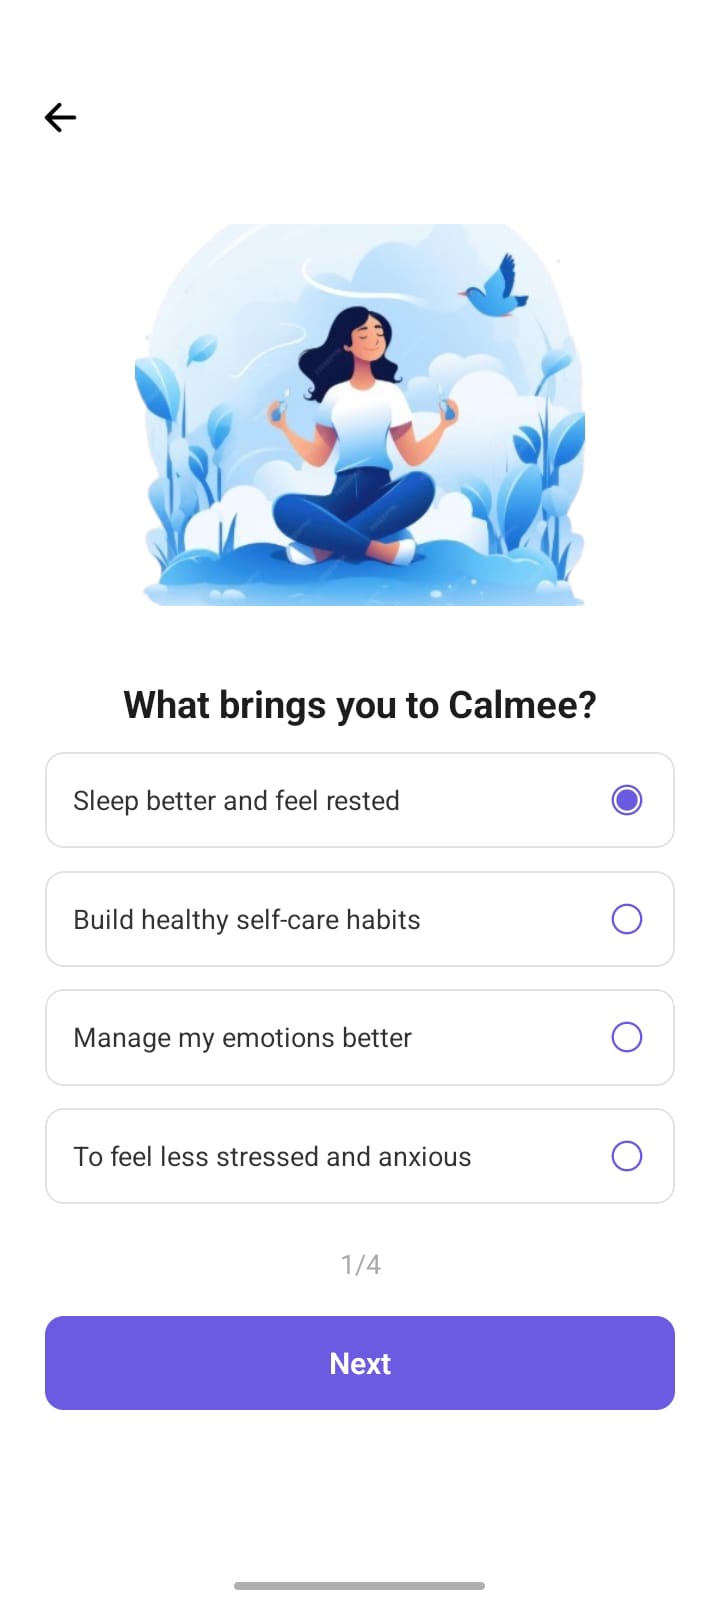 What brings you to Calmee?
Sleep better and feel rested
Build healthy self-care habits
Manage my emotions better
To feel less stressed and anxious
1/4
Next